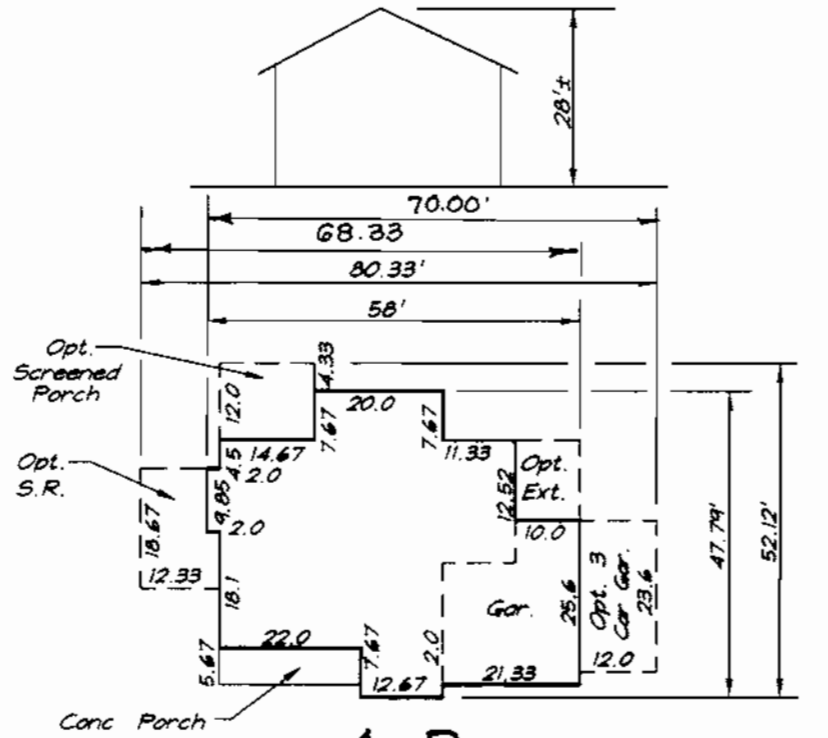 28'±
70.00'
68.33
80.33'
58'
Opt.
Screened
Porch
12.0
4.33
20.0
7.67
7.67
14.67
4.5
2.0
11.33
Opt.
S.R.
9.85
2.0
18.67
12.33
18.1
12.52
Opt.
Ext.
10.0
Gar.
25.6
Opt. 3
Car Gar.
23.6
12.0
47.79'
52.12'
22.0
7.67
5.67
12.67
2.0
21.33
Conc Porch